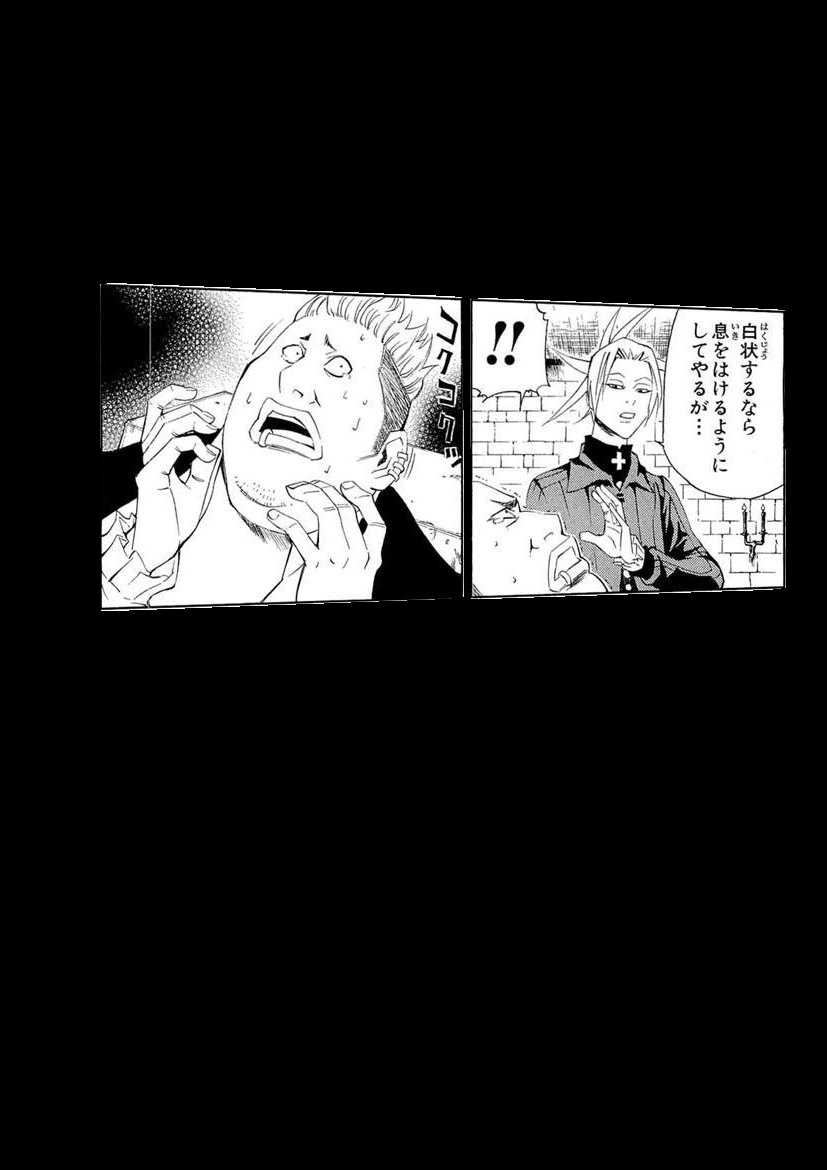 白状するなら
息をはけるように
してやるが…
!!
コクコクッ